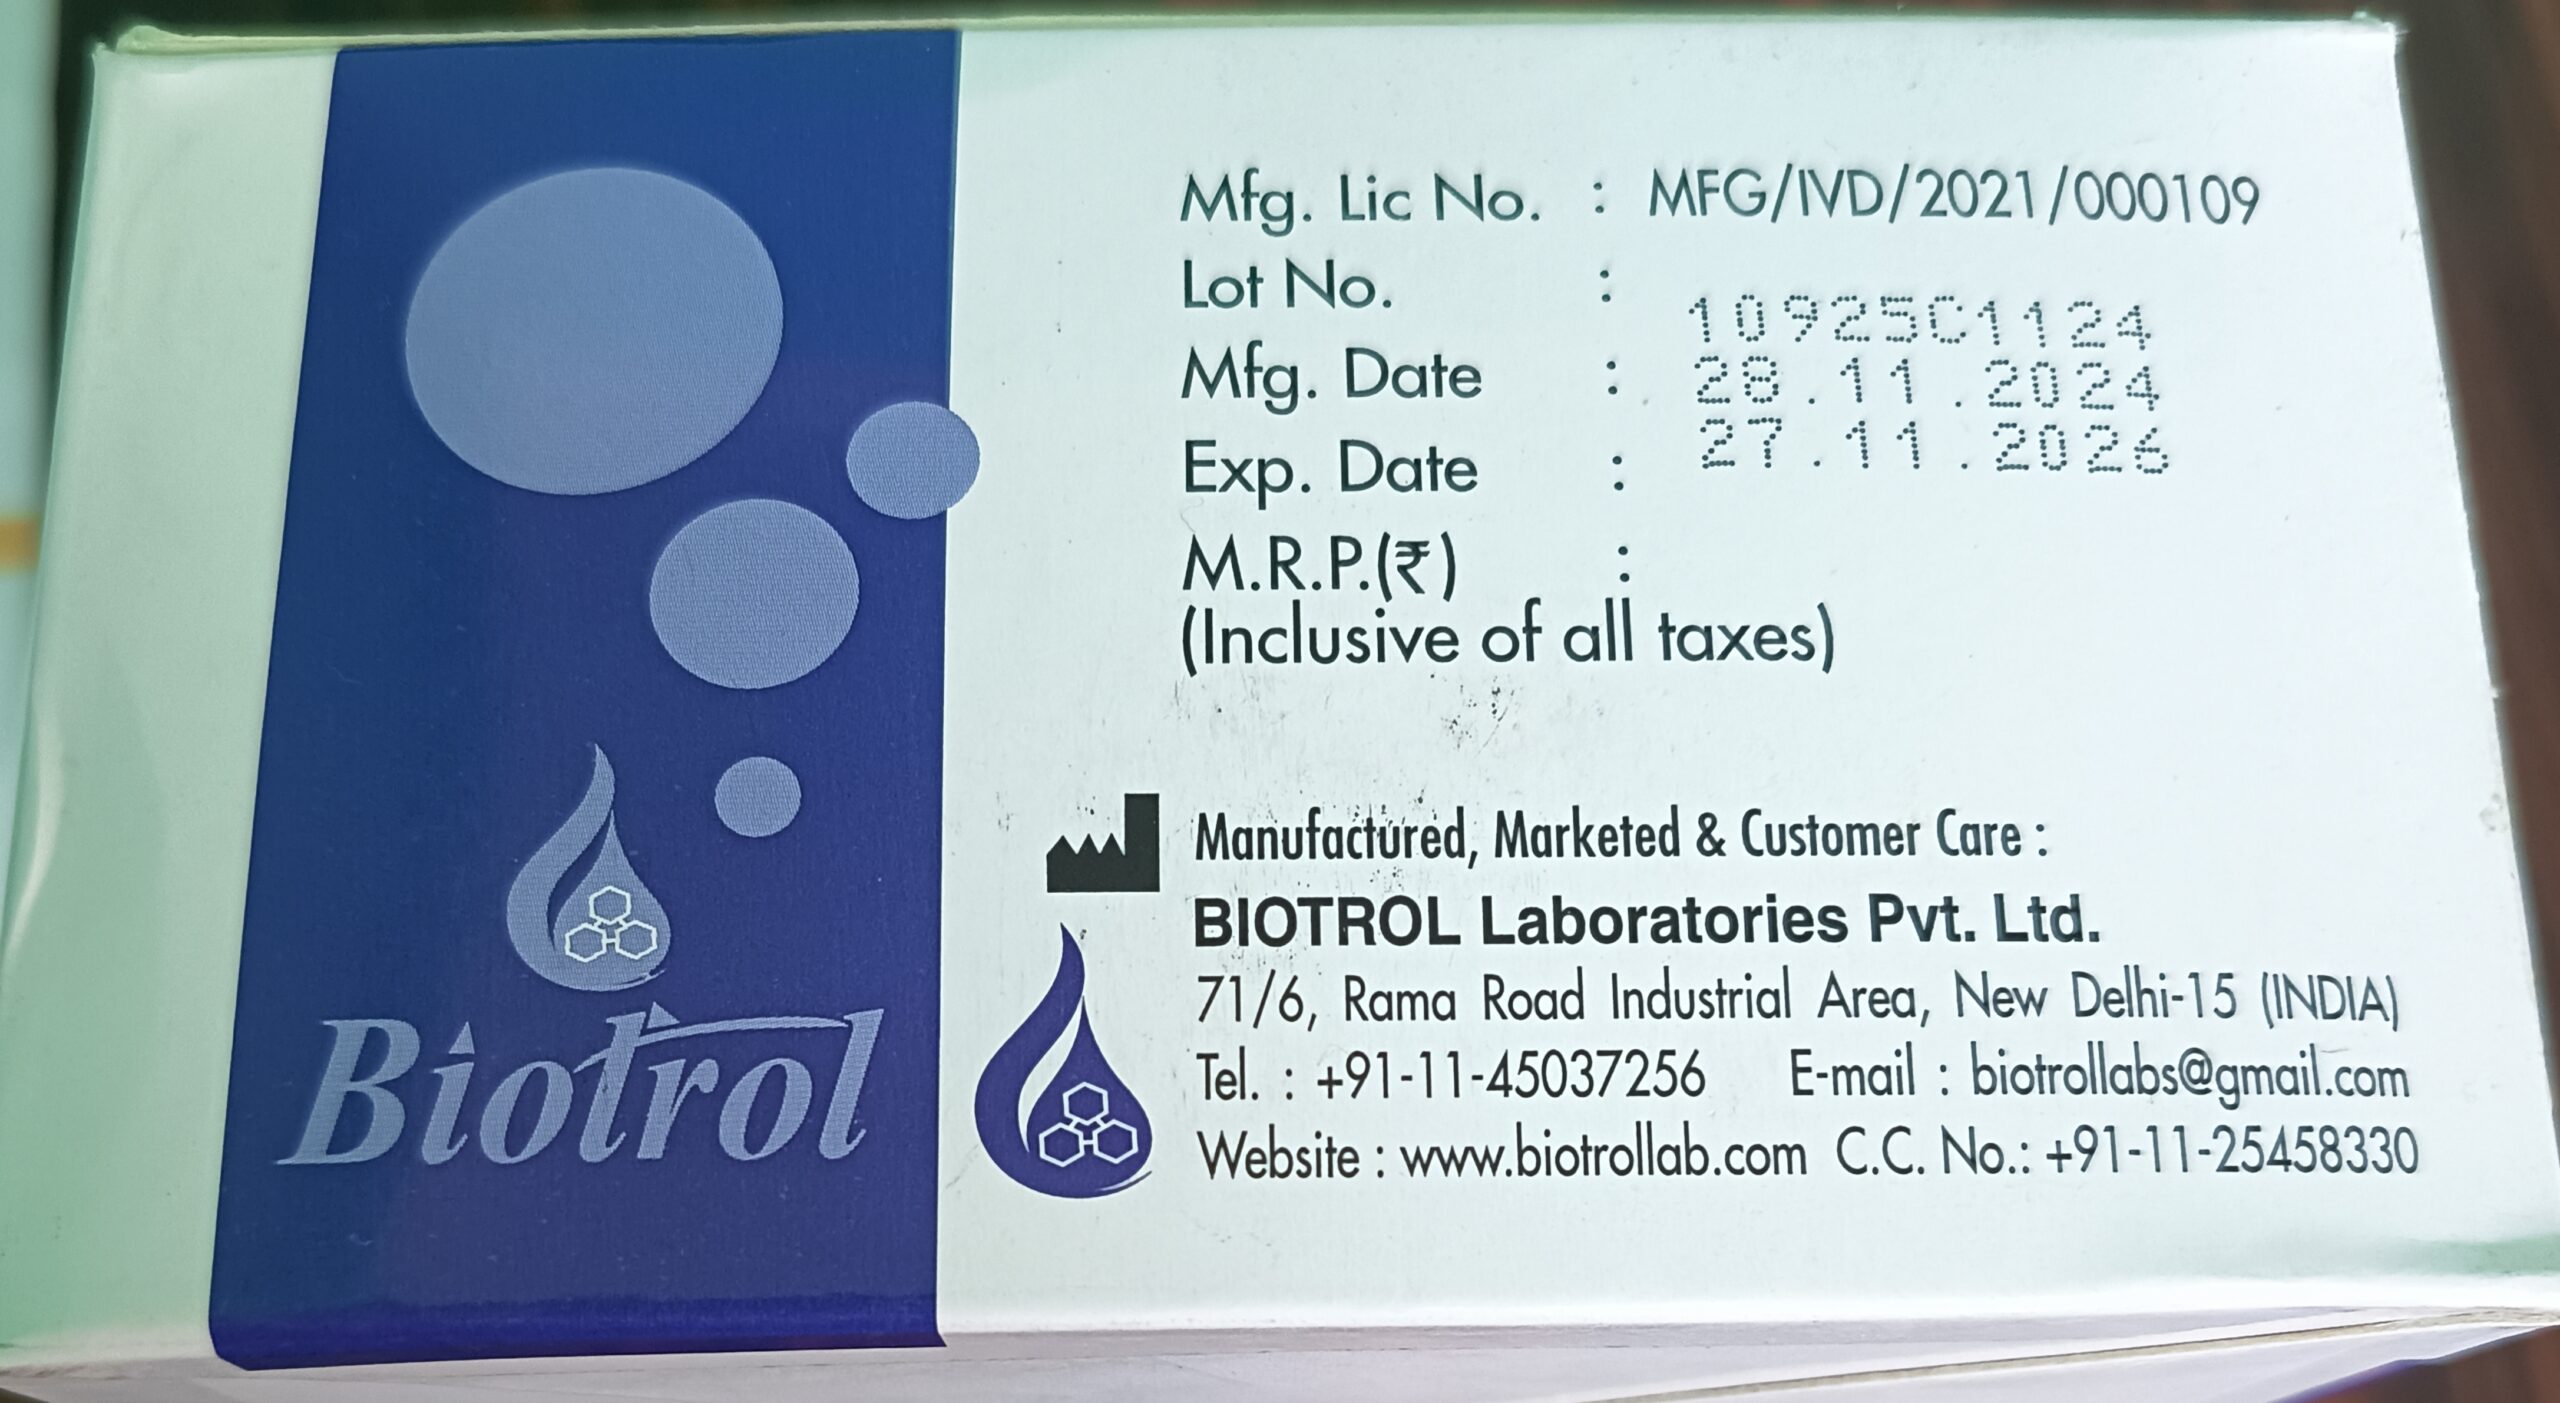 Mfg. Lic No. : MFG/IVD/2021/000109
Lot No. : 10925C1124
Mfg. Date : 28.11.2024
Exp. Date : 27.11.2026
M.R.P.(₹) :
(Inclusive of all taxes)
Manufactured, Marketed & Customer Care :
BIOTROL Laboratories Pvt. Ltd.
71/6, Rama Road Industrial Area, New Delhi-15 (INDIA)
Tel. : +91-11-45037256 E-mail : biotrollabs@gmail.com
Website : www.biotrollab.com C.C. No.: +91-11-25458330
Biotrol